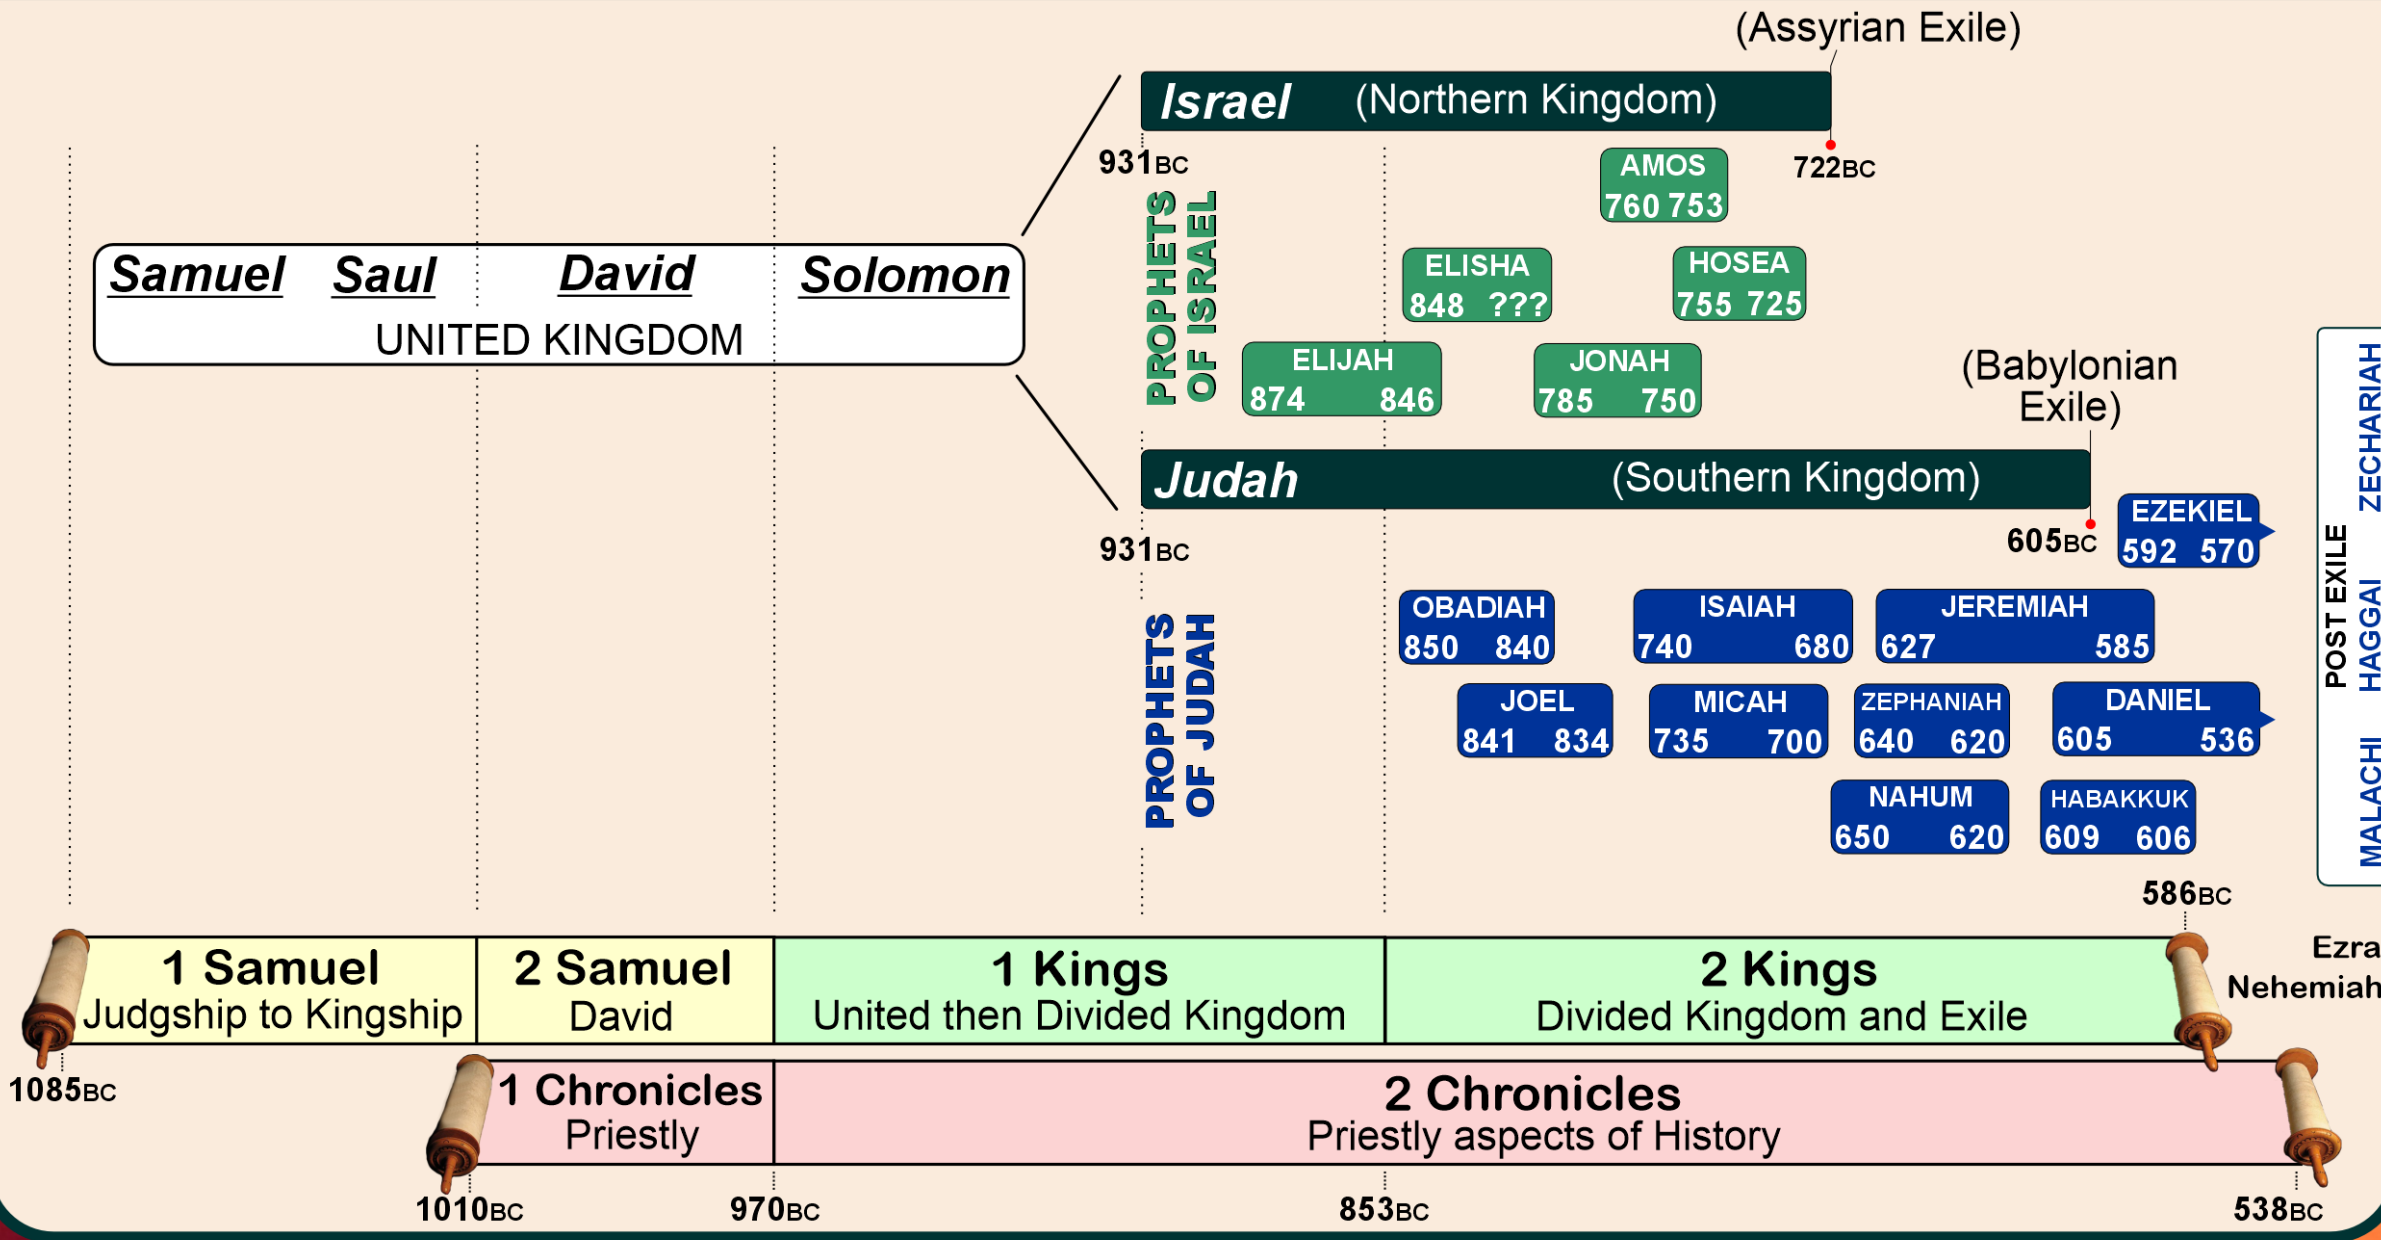 (Assyrian Exile)
Israel (Northern Kingdom)
931BC
722BC
PROPHETS
OF ISRAEL
AMOS
760 753
ELISHA
848 ???
HOSEA
755 725
ELIJAH
874 846
JONAH
785 750
Samuel Saul David Solomon
UNITED KINGDOM
(Babylonian
Exile)
Judah (Southern Kingdom)
931BC
605BC
PROPHETS
OF JUDAH
EZEKIEL
592 570
OBADIAH
850 840
ISAIAH
740 680
JEREMIAH
627 585
JOEL
841 834
MICAH
735 700
ZEPHANIAH
640 620
DANIEL
605 536
NAHUM
650 620
HABAKKUK
609 606
POST EXILE
MALACHI HAGGAI ZECHARIAH
586BC
1 Samuel
Judgship to Kingship
2 Samuel
David
1 Kings
United then Divided Kingdom
2 Kings
Divided Kingdom and Exile
Ezra
Nehemiah
1085BC
1 Chronicles
Priestly
2 Chronicles
Priestly aspects of History
1010BC
970BC
853BC
538BC